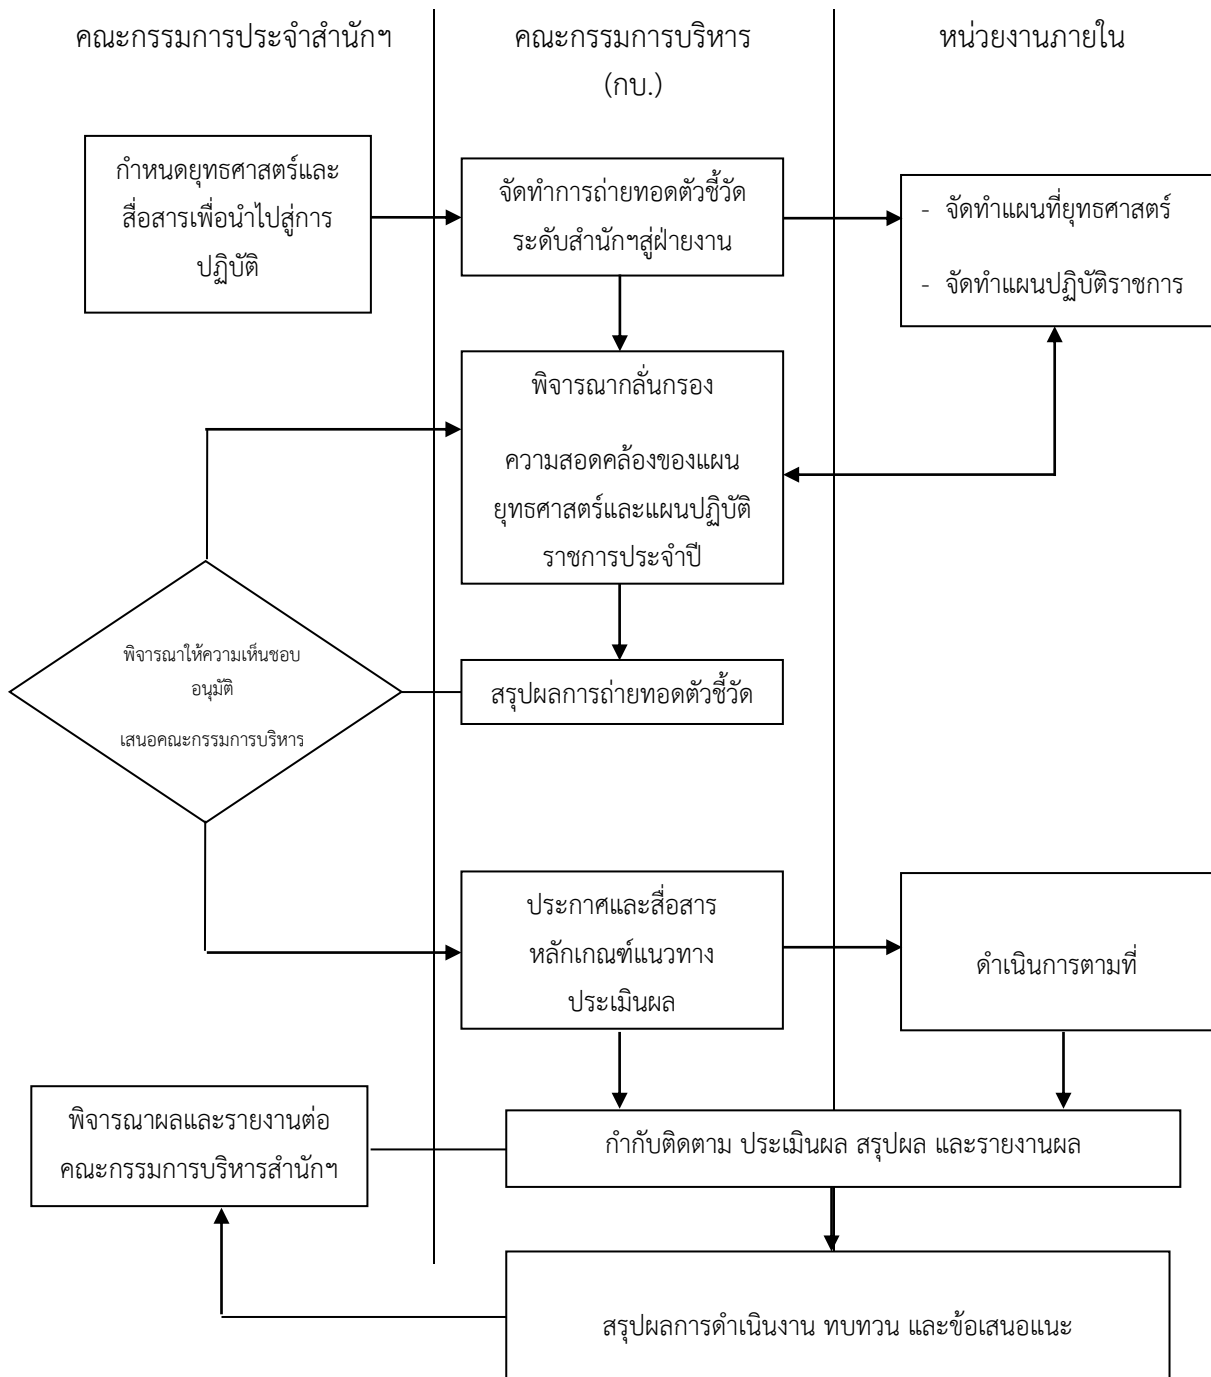 คณะกรรมการประจำสำนักฯ
คณะกรรมการบริหาร
(กบ.)
หน่วยงานภายใน
กำหนดยุทธศาสตร์และ
สื่อสารเพื่อนำไปสู่การ
ปฏิบัติ
จัดทำการถ่ายทอดตัวชี้วัด
ระดับสำนักฯสู่ฝ่ายงาน
- จัดทำแผนที่ยุทธศาสตร์
- จัดทำแผนปฏิบัติราชการ
พิจารณากลั่นกรอง
ความสอดคล้องของแผน
ยุทธศาสตร์และแผนปฏิบัติ
ราชการประจำปี
พิจารณาให้ความเห็นชอบ
อนุมัติ
เสนอคณะกรรมการบริหาร
สรุปผลการถ่ายทอดตัวชี้วัด
ประกาศและสื่อสาร
หลักเกณฑ์แนวทาง
ประเมินผล
ดำเนินการตามที่
พิจารณาผลและรายงานต่อ
คณะกรรมการบริหารสำนักฯ
กำกับติดตาม ประเมินผล สรุปผล และรายงานผล
สรุปผลการดำเนินงาน ทบทวน และข้อเสนอแนะ